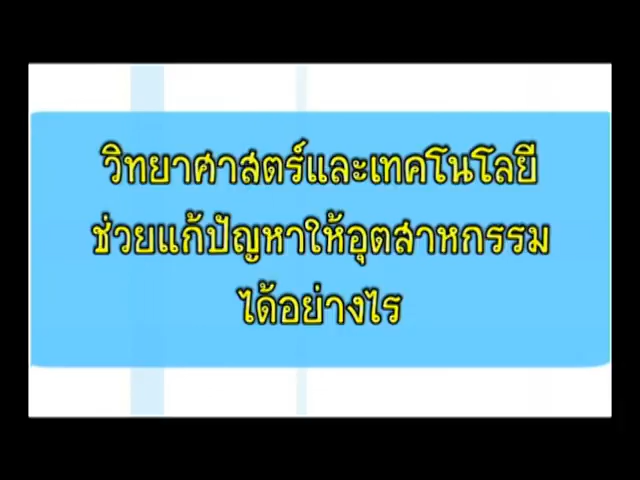 วิทยาศาสตร์และเทคโนโลยี
ช่วยแก้ปัญหาให้อุตสาหกรรม
ได้อย่างไร